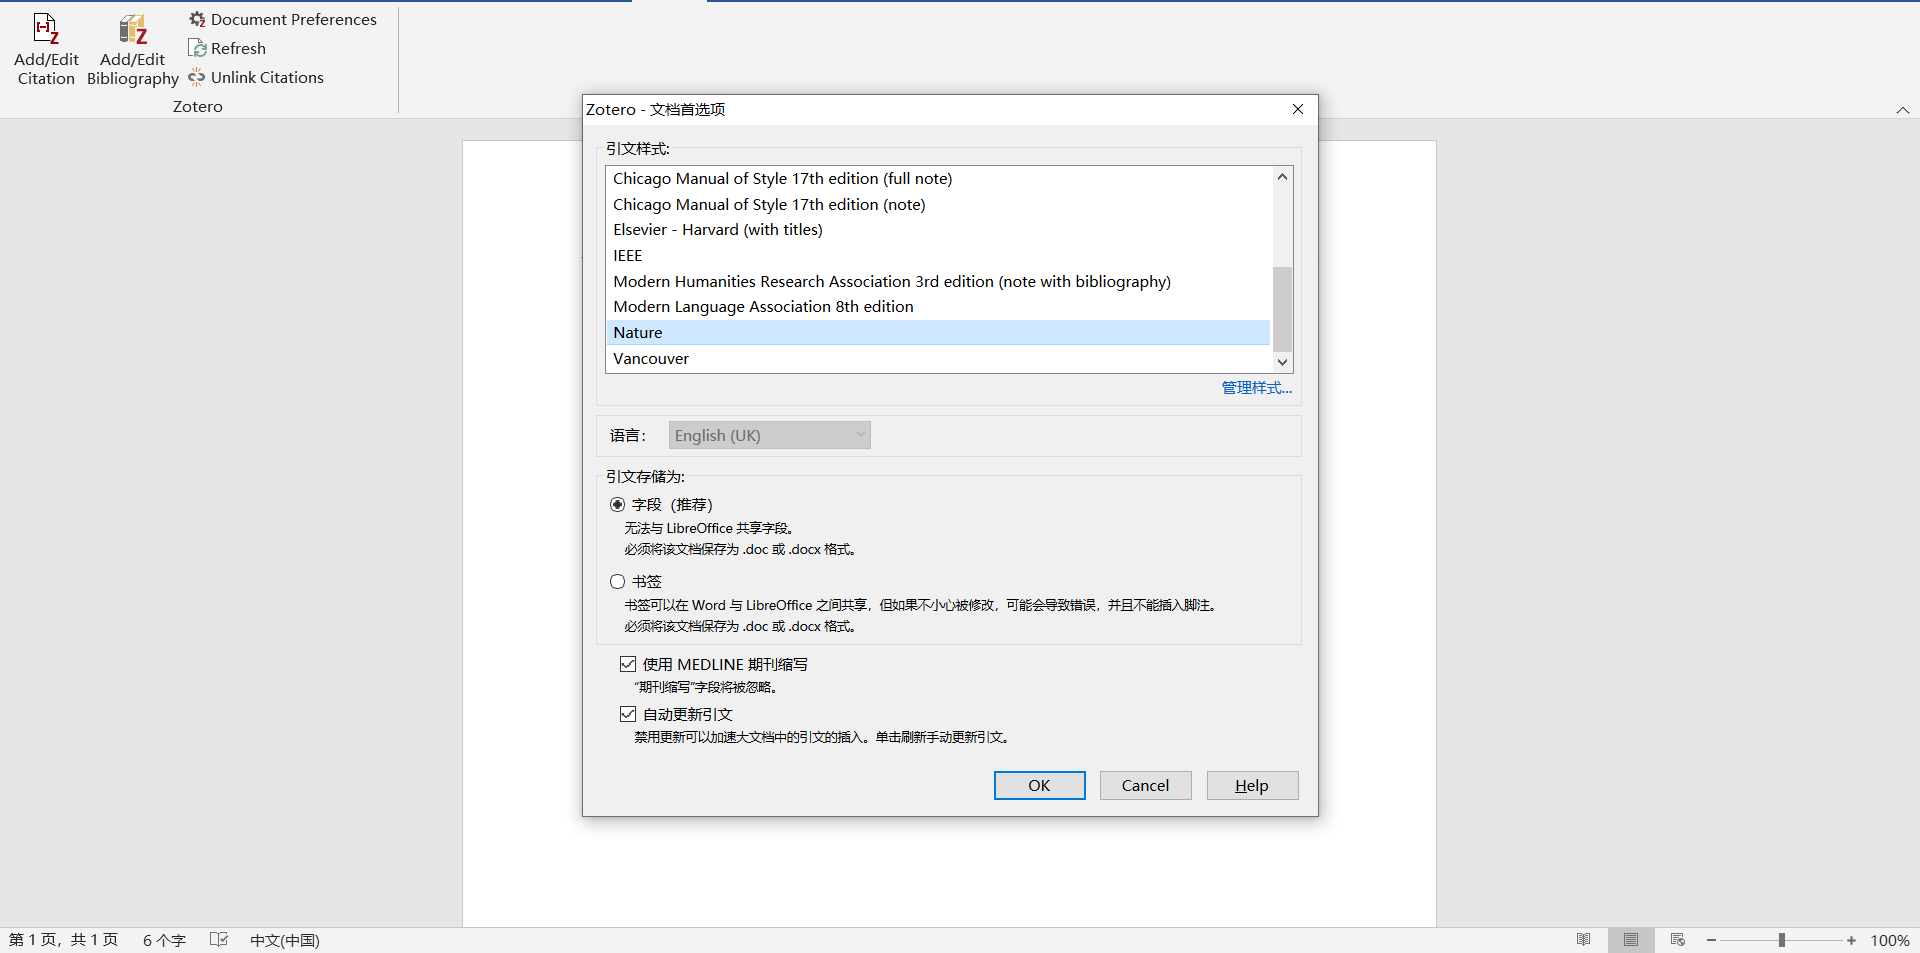 Add/Edit
Citation
Add/Edit
Bibliography
Document Preferences
Refresh
Unlink Citations
Zotero
Zotero - 文档首选项
引文样式:
Chicago Manual of Style 17th edition (full note)
Chicago Manual of Style 17th edition (note)
Elsevier - Harvard (with titles)
IEEE
Modern Humanities Research Association 3rd edition (note with bibliography)
Modern Language Association 8th edition
Nature
Vancouver
管理样式...
语言：
English (UK)
引文存储为:
字段（推荐）
无法与 LibreOffice 共享字段。
必须将该文档保存为 .doc 或 .docx 格式。
书签
书签可以在 Word 与 LibreOffice 之间共享，但如果不小心被修改，可能会导致错误，并且不能插入脚注。
必须将该文档保存为 .doc 或 .docx 格式。
使用 MEDLINE 期刊缩写
“期刊缩写”字段将被忽略。
自动更新引文
禁用更新可以加速大文档中的引文的插入。单击刷新手动更新引文。
OK
Cancel
Help
第 1 页，共 1 页
6 个字
中文(中国)
100%